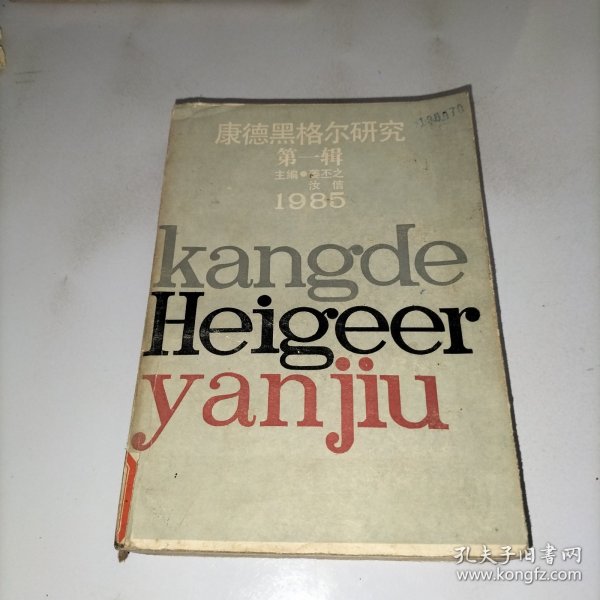 康德黑格尔研究
第一辑
主编●姜丕之
汝信
1985
kangde
Heigeer
yanjiu
孔夫子旧书网
www.kongfz.com